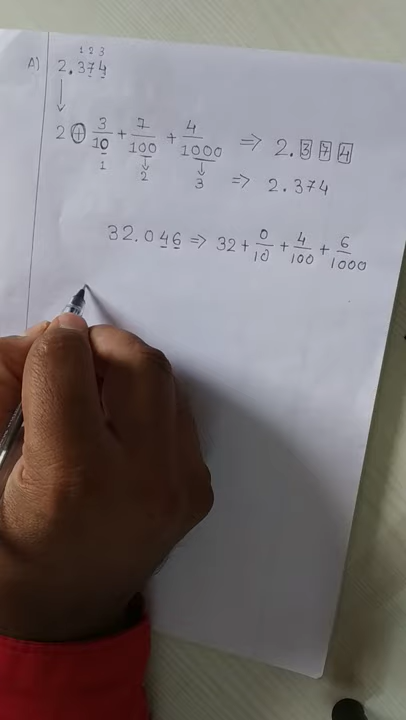 1 2 3
A) 2.374
2 + 3/10 + 7/100 + 4/1000 ⇒ 2.374
1 2 3 ⇒ 2.374
32.046 ⇒ 32 + 0/10 + 4/100 + 6/1000